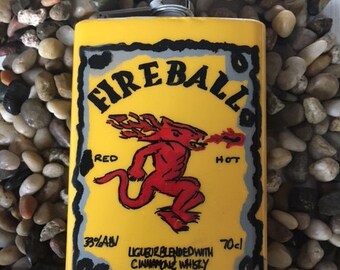 FIREBALL
RED HOT
33% ABV 70cl
LIQUEUR BLENDED WITH
CINNAMON & WHISKY